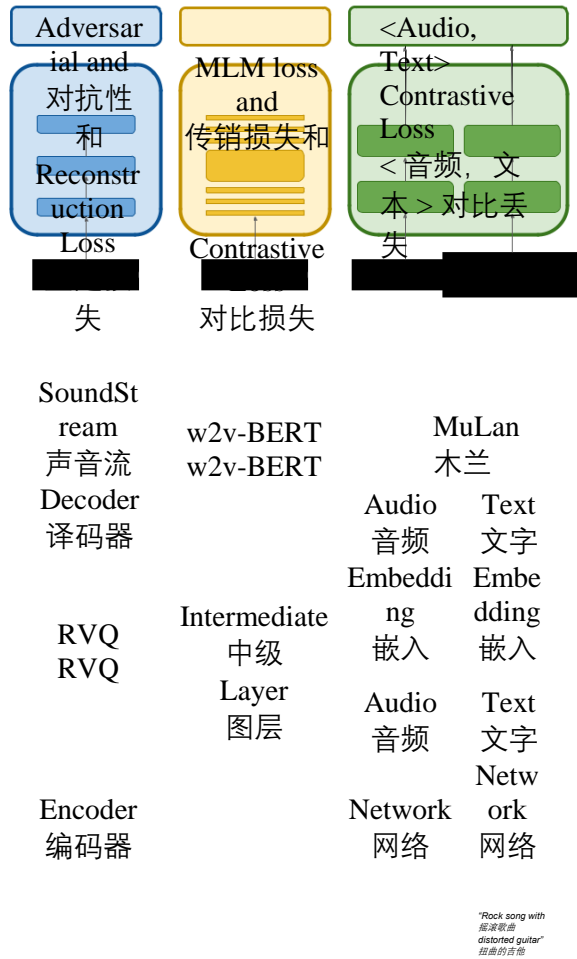 Adversar
ial and
对抗性
和
Reconstr
uction
Loss
失
MLM loss
and
传销损失和
Contrastive
Loss
对比损失
<Audio,
Text>
Contrastive
Loss
< 音频，文
本 > 对比丢
失
SoundSt
ream
声音流
w2v-BERT
w2v-BERT
MuLan
木兰
Decoder
译码器
RVQ
RVQ
Encoder
编码器
Intermediate
中级
Layer
图层
Audio
音频
Embeddi
ng
嵌入
Text
文字
Embe
dding
嵌入
Audio
音频
Network
网络
Text
文字
Netw
ork
网络
"Rock song with
摇滚歌曲
distorted guitar"
扭曲的吉他